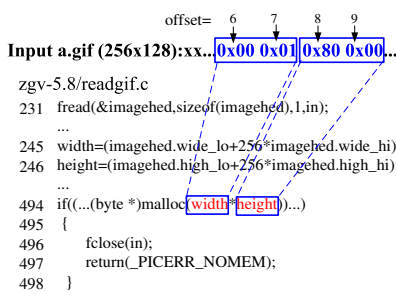 offset= 6 7 8 9
Input a.gif (256x128):xx...0x00 0x01 0x80 0x00...
zgv-5.8/readgif.c
231 fread(&imagehed,sizeof(imagehed),1,in);
...
245 width=(imagehed.wide_lo+256*imagehed.wide_hi)
246 height=(imagehed.high_lo+256*imagehed.high_hi)
...
494 if((...(byte *)malloc(width*height))...)
495 {
496 fclose(in);
497 return(_PICERR_NOMEM);
498 }